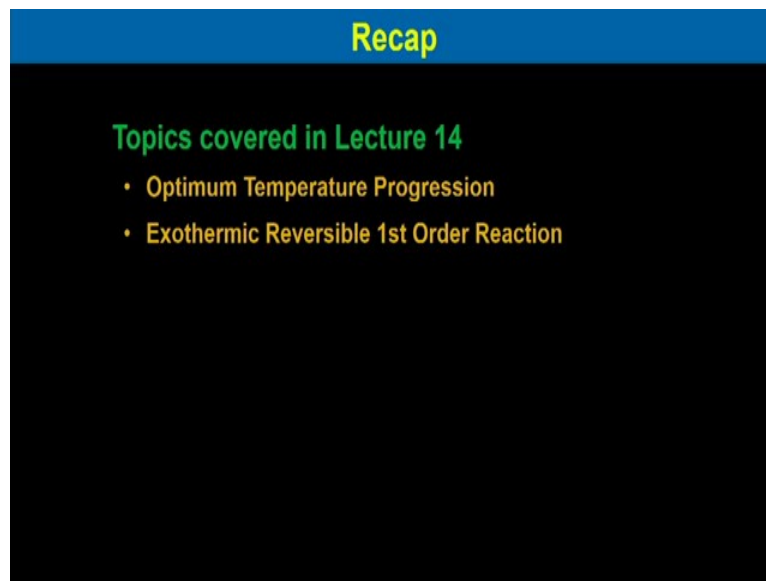 Recap
Topics covered in Lecture 14
• Optimum Temperature Progression
• Exothermic Reversible 1st Order Reaction